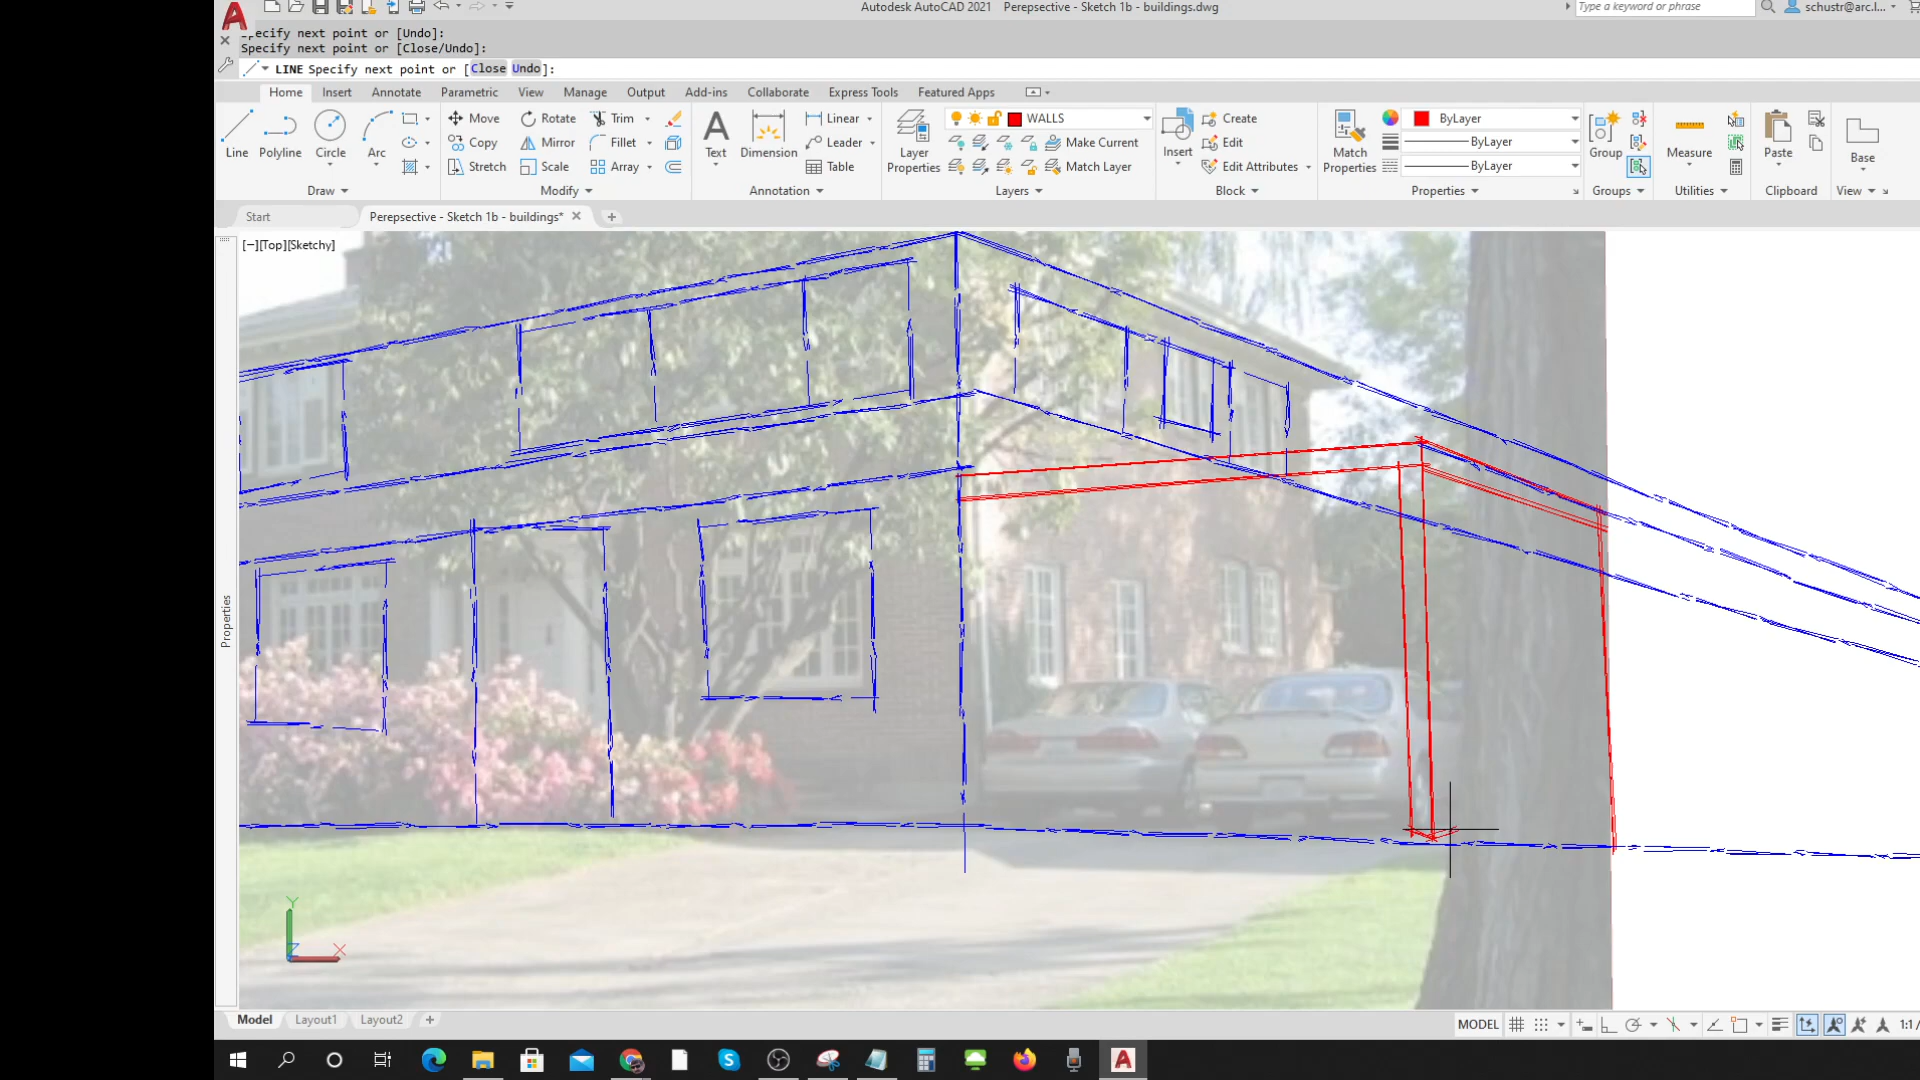 Autodesk AutoCAD 2021 Perepsective - Sketch 1b - buildings.dwg
Type a keyword or phrase
schustr@arc.l...
Specify next point or [Undo]:
Specify next point or [Close/Undo]:
LINE Specify next point or [Close Undo]:
Home Insert Annotate Parametric View Manage Output Add-ins Collaborate Express Tools Featured Apps
Line Polyline Circle Arc
Move Rotate Trim
Copy Mirror Fillet
Stretch Scale Array
Text Dimension
Linear
Leader
Table
Layer Properties
WALLS
Make Current
Match Layer
Insert
Create
Edit
Edit Attributes
Match Properties
ByLayer
ByLayer
ByLayer
Group
Measure
Paste
Base
Draw Modify Annotation Layers Block Properties Groups Utilities Clipboard View
Start Perepsective - Sketch 1b - buildings*
[−][Top][Sketchy]
Properties
Y
Z
X
Model Layout1 Layout2
MODEL
1:1